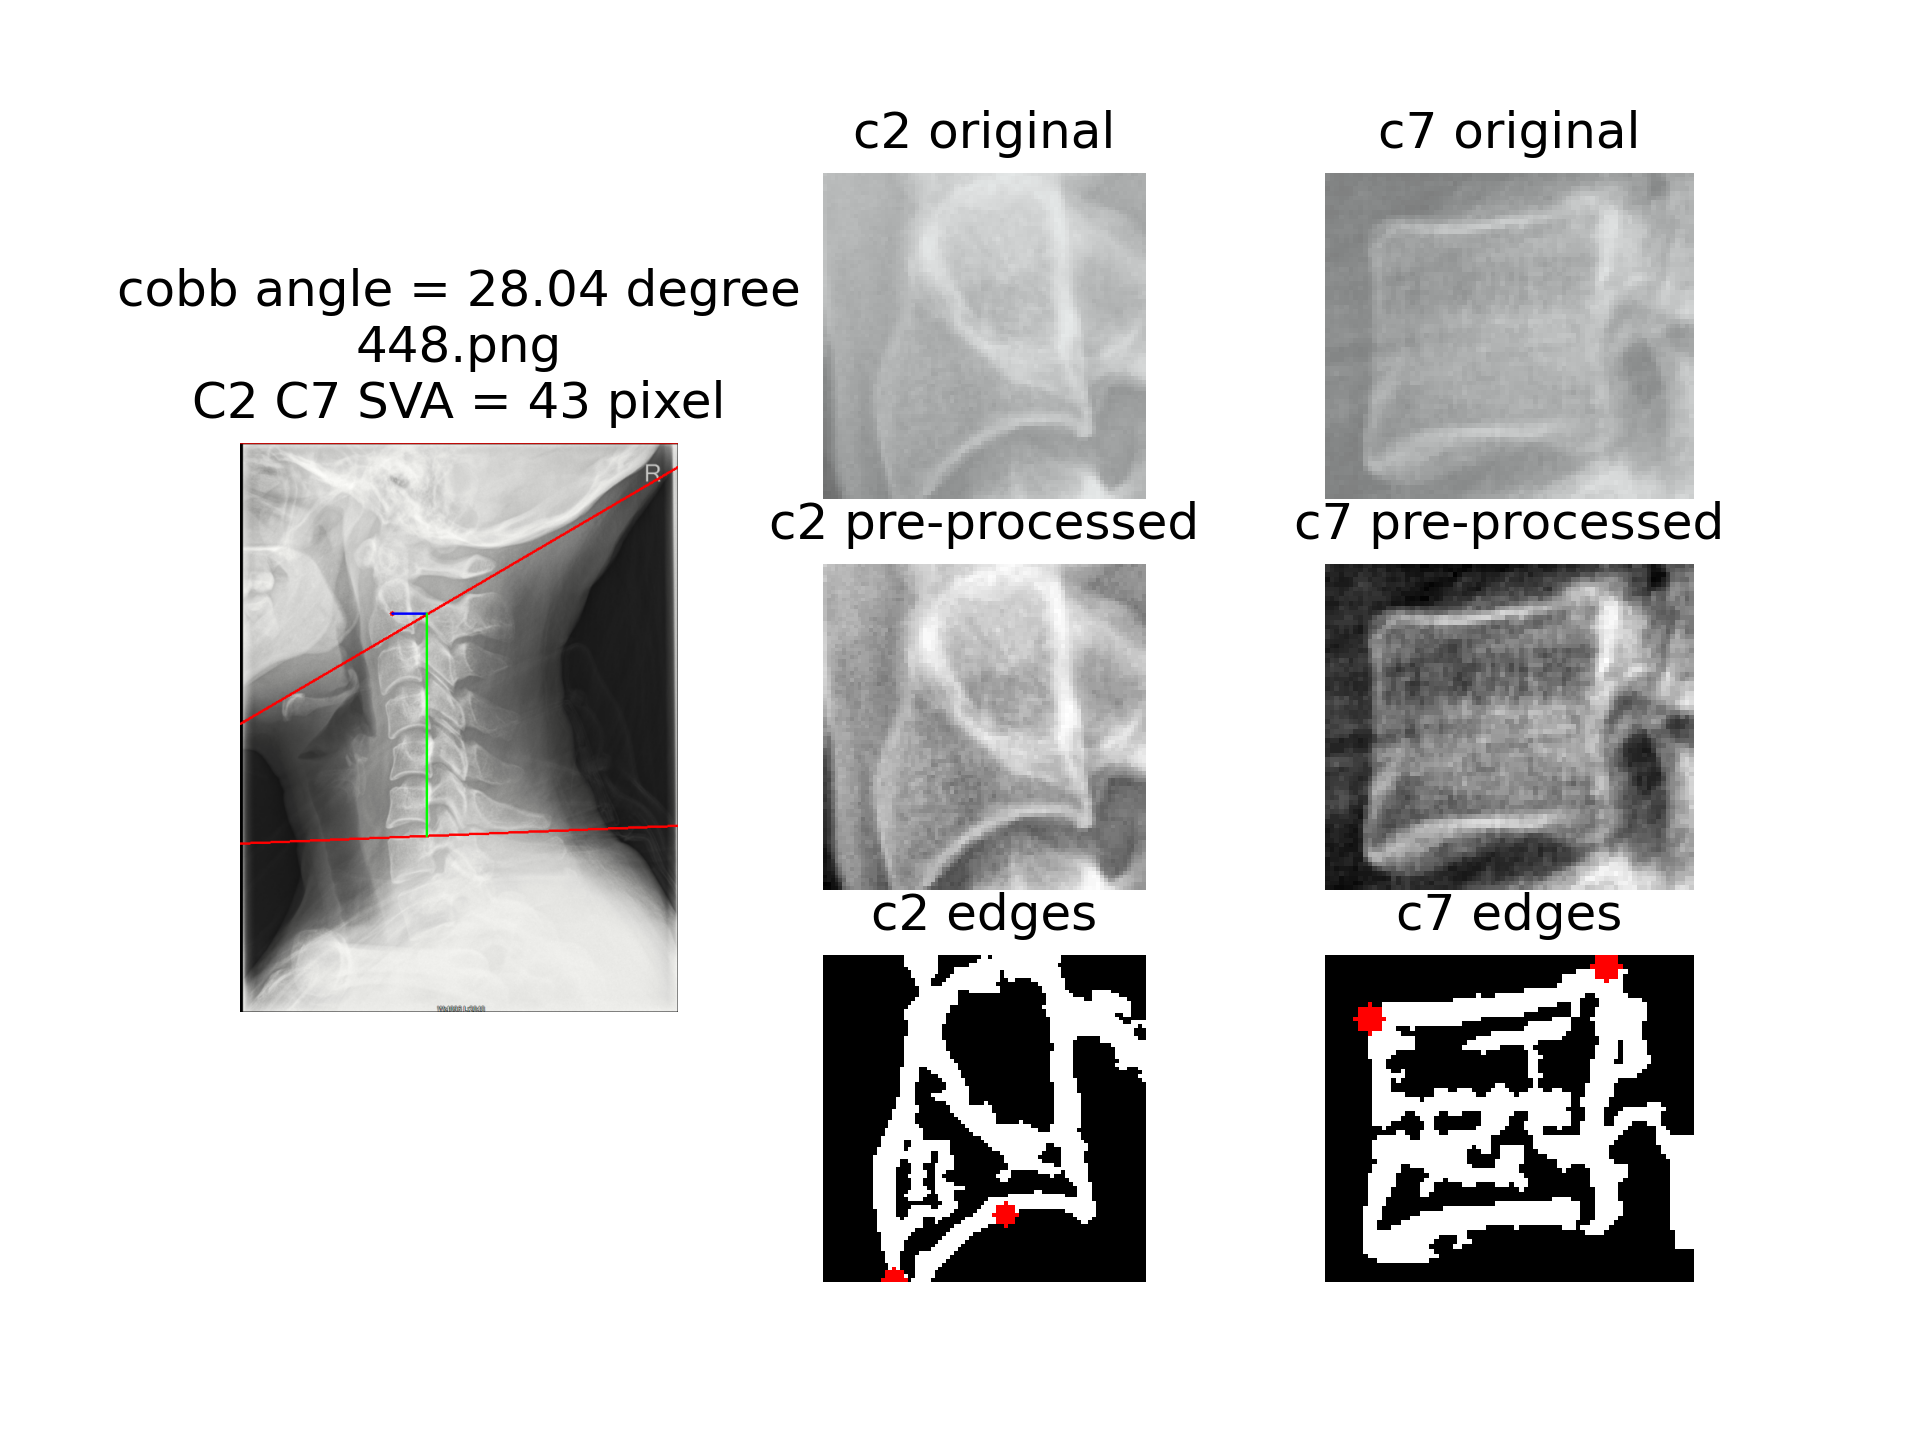 cobb angle = 28.04 degree
448.png
C2 C7 SVA = 43 pixel
R
c2 original
c7 original
c2 pre-processed
c7 pre-processed
c2 edges
c7 edges